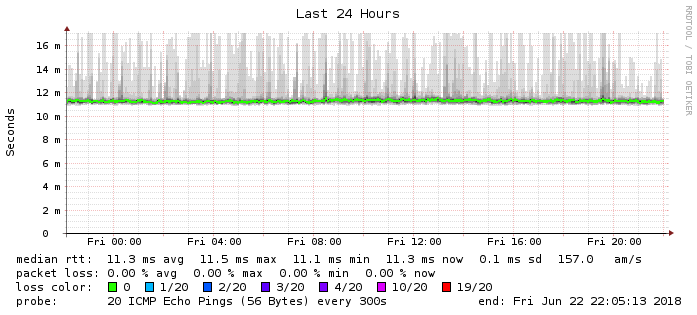 Last 24 Hours
RRDTOOL / TOBI OETIKER
Seconds
16 m
14 m
12 m
10 m
8 m
6 m
4 m
2 m
0
Fri 00:00 Fri 04:00 Fri 08:00 Fri 12:00 Fri 16:00 Fri 20:00
median rtt: 11.3 ms avg 11.5 ms max 11.1 ms min 11.3 ms now 0.1 ms sd 157.0 am/s
packet loss: 0.00 % avg 0.00 % max 0.00 % min 0.00 % now
loss color: 0 1/20 2/20 3/20 4/20 10/20 19/20
probe: 20 ICMP Echo Pings (56 Bytes) every 300s end: Fri Jun 22 22:05:13 2018